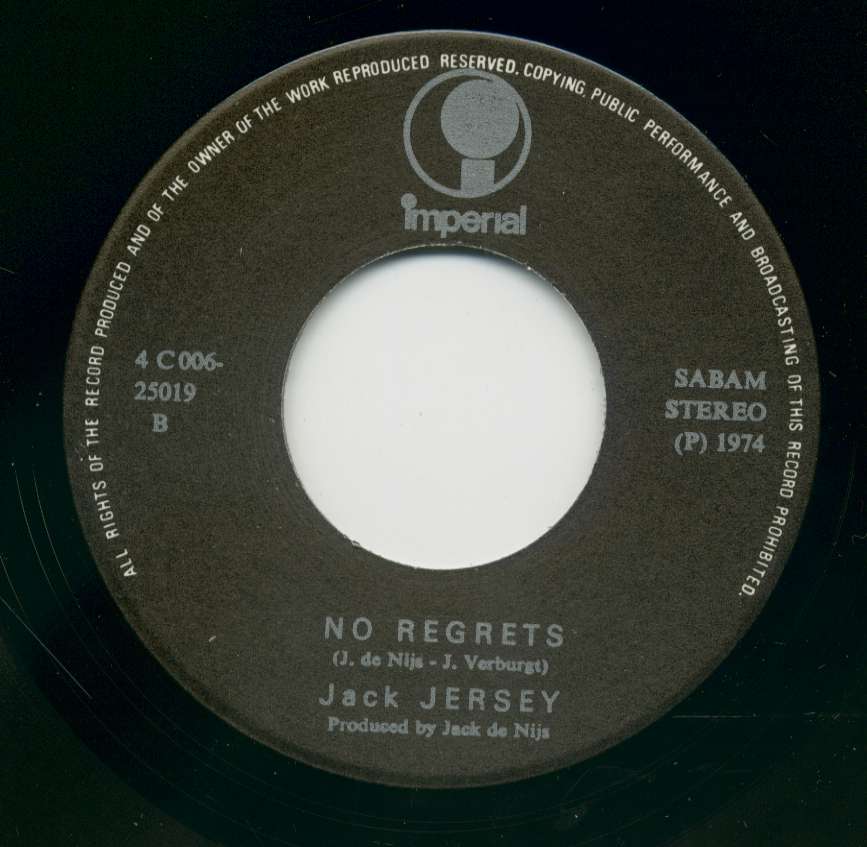 ALL RIGHTS OF THE RECORD PRODUCED AND OF THE OWNER OF THE WORK REPRODUCED RESERVED. COPYING, PUBLIC PERFORMANCE AND BROADCASTING OF THIS RECORD PROHIBITED.
imperial
4 C 006-
25019
B
SABAM
STEREO
(P) 1974
NO REGRETS
(J. de Nijs - J. Verburgt)
Jack JERSEY
Produced by Jack de Nijs